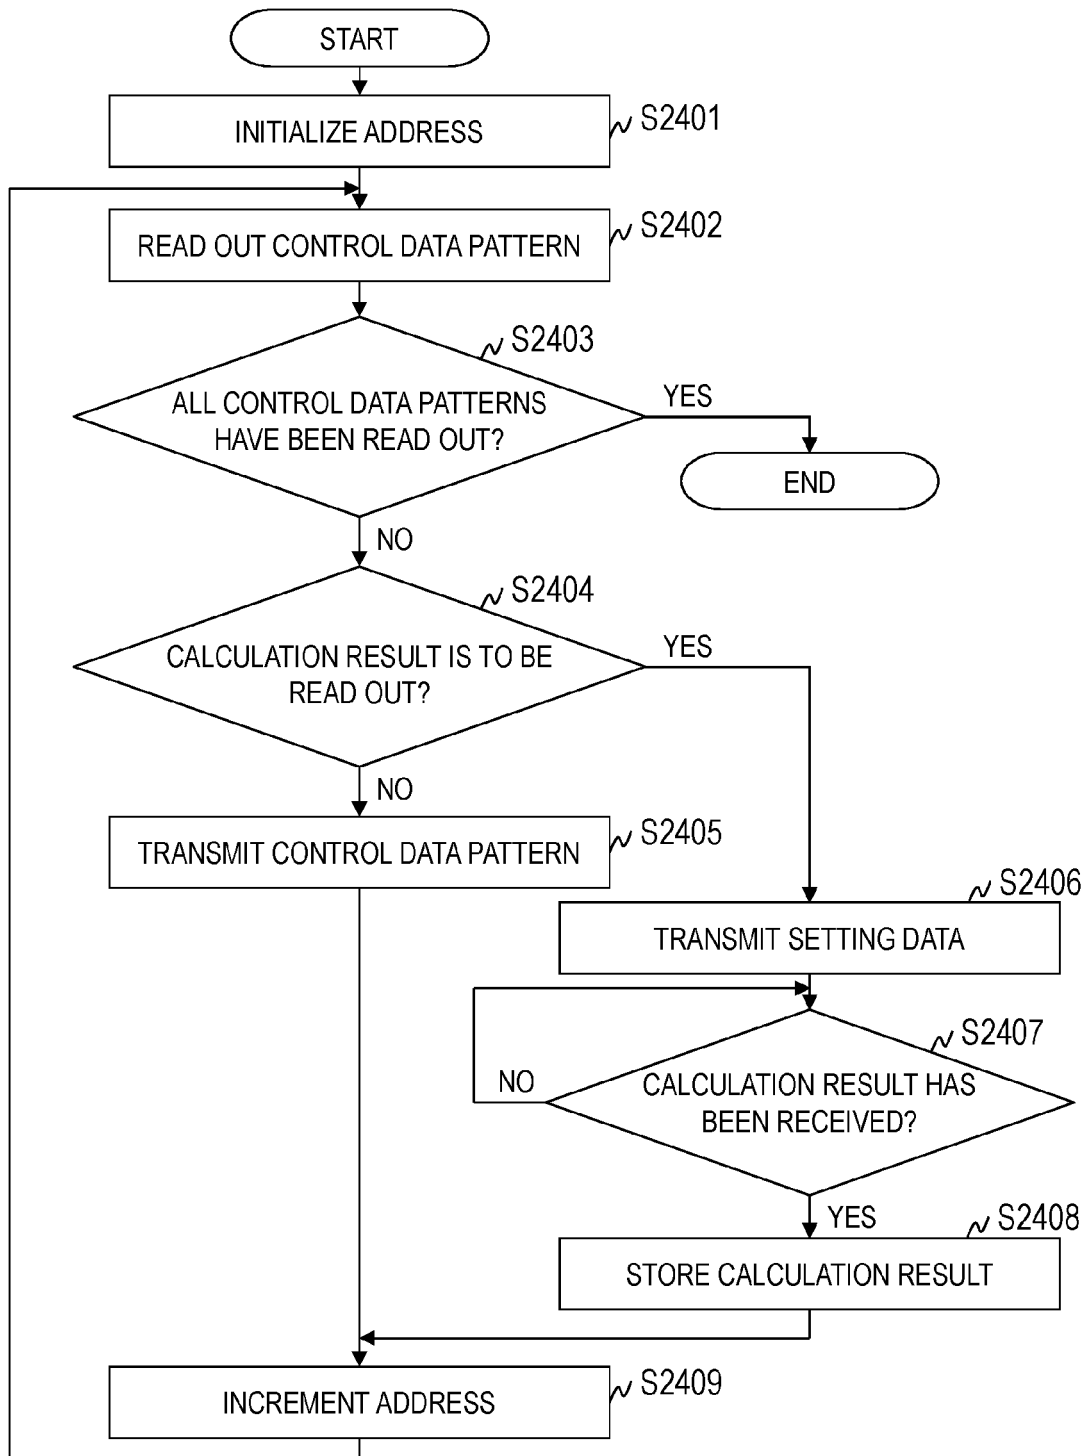 START
INITIALIZE ADDRESS
S2401
READ OUT CONTROL DATA PATTERN
S2402
S2403
ALL CONTROL DATA PATTERNS
HAVE BEEN READ OUT?
YES
END
NO
S2404
CALCULATION RESULT IS TO BE
READ OUT?
YES
NO
TRANSMIT CONTROL DATA PATTERN
S2405
S2406
TRANSMIT SETTING DATA
S2407
CALCULATION RESULT HAS
BEEN RECEIVED?
NO
YES
S2408
STORE CALCULATION RESULT
INCREMENT ADDRESS
S2409